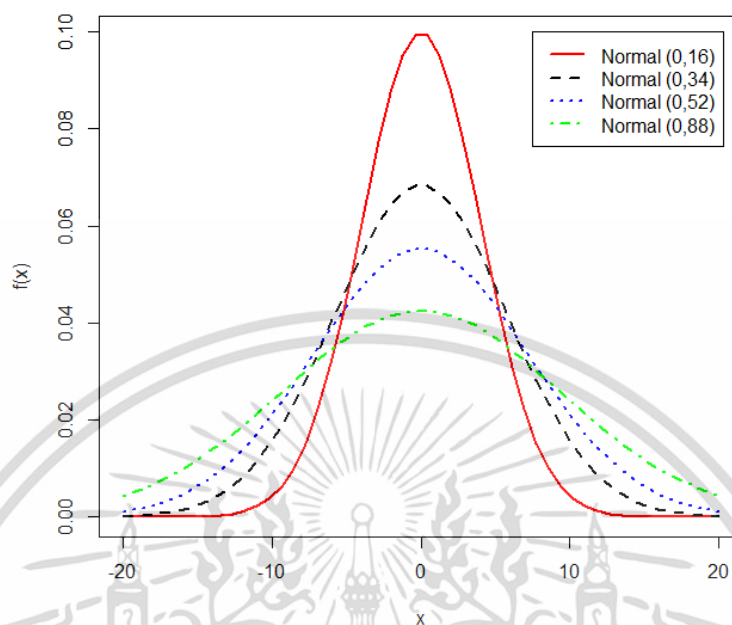 0.10
0.08
0.06
0.04
0.02
0.00
f(x)
Normal (0,16)
Normal (0,34)
Normal (0,52)
Normal (0,88)
-20 -10 0 10 20
x